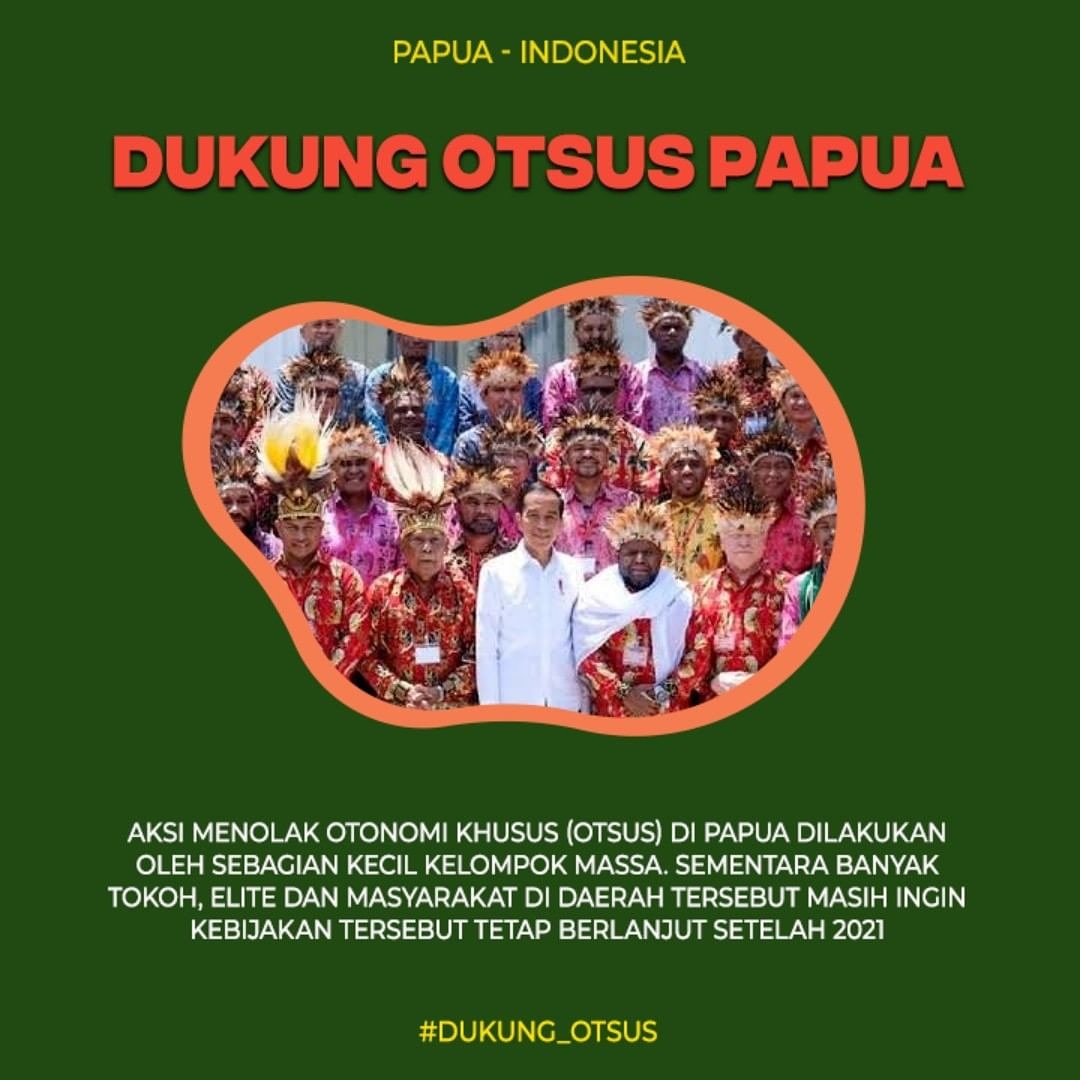 PAPUA - INDONESIA
DUKUNG OTSUS PAPUA
AKSI MENOLAK OTONOMI KHUSUS (OTSUS) DI PAPUA DILAKUKAN
OLEH SEBAGIAN KECIL KELOMPOK MASSA. SEMENTARA BANYAK
TOKOH, ELITE DAN MASYARAKAT DI DAERAH TERSEBUT MASIH INGIN
KEBIJAKAN TERSEBUT TETAP BERLANJUT SETELAH 2021
#DUKUNG_OTSUS